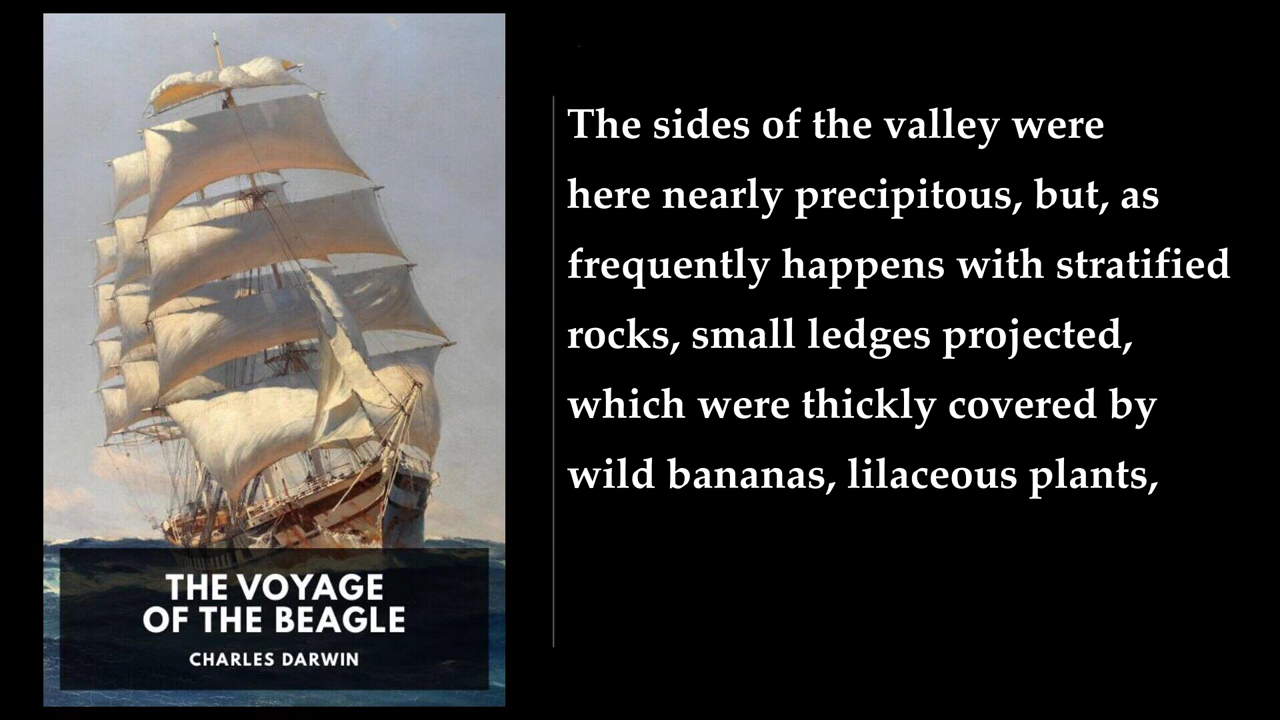 THE VOYAGE
OF THE BEAGLE
CHARLES DARWIN
The sides of the valley were
here nearly precipitous, but, as
frequently happens with stratified
rocks, small ledges projected,
which were thickly covered by
wild bananas, lilaceous plants,